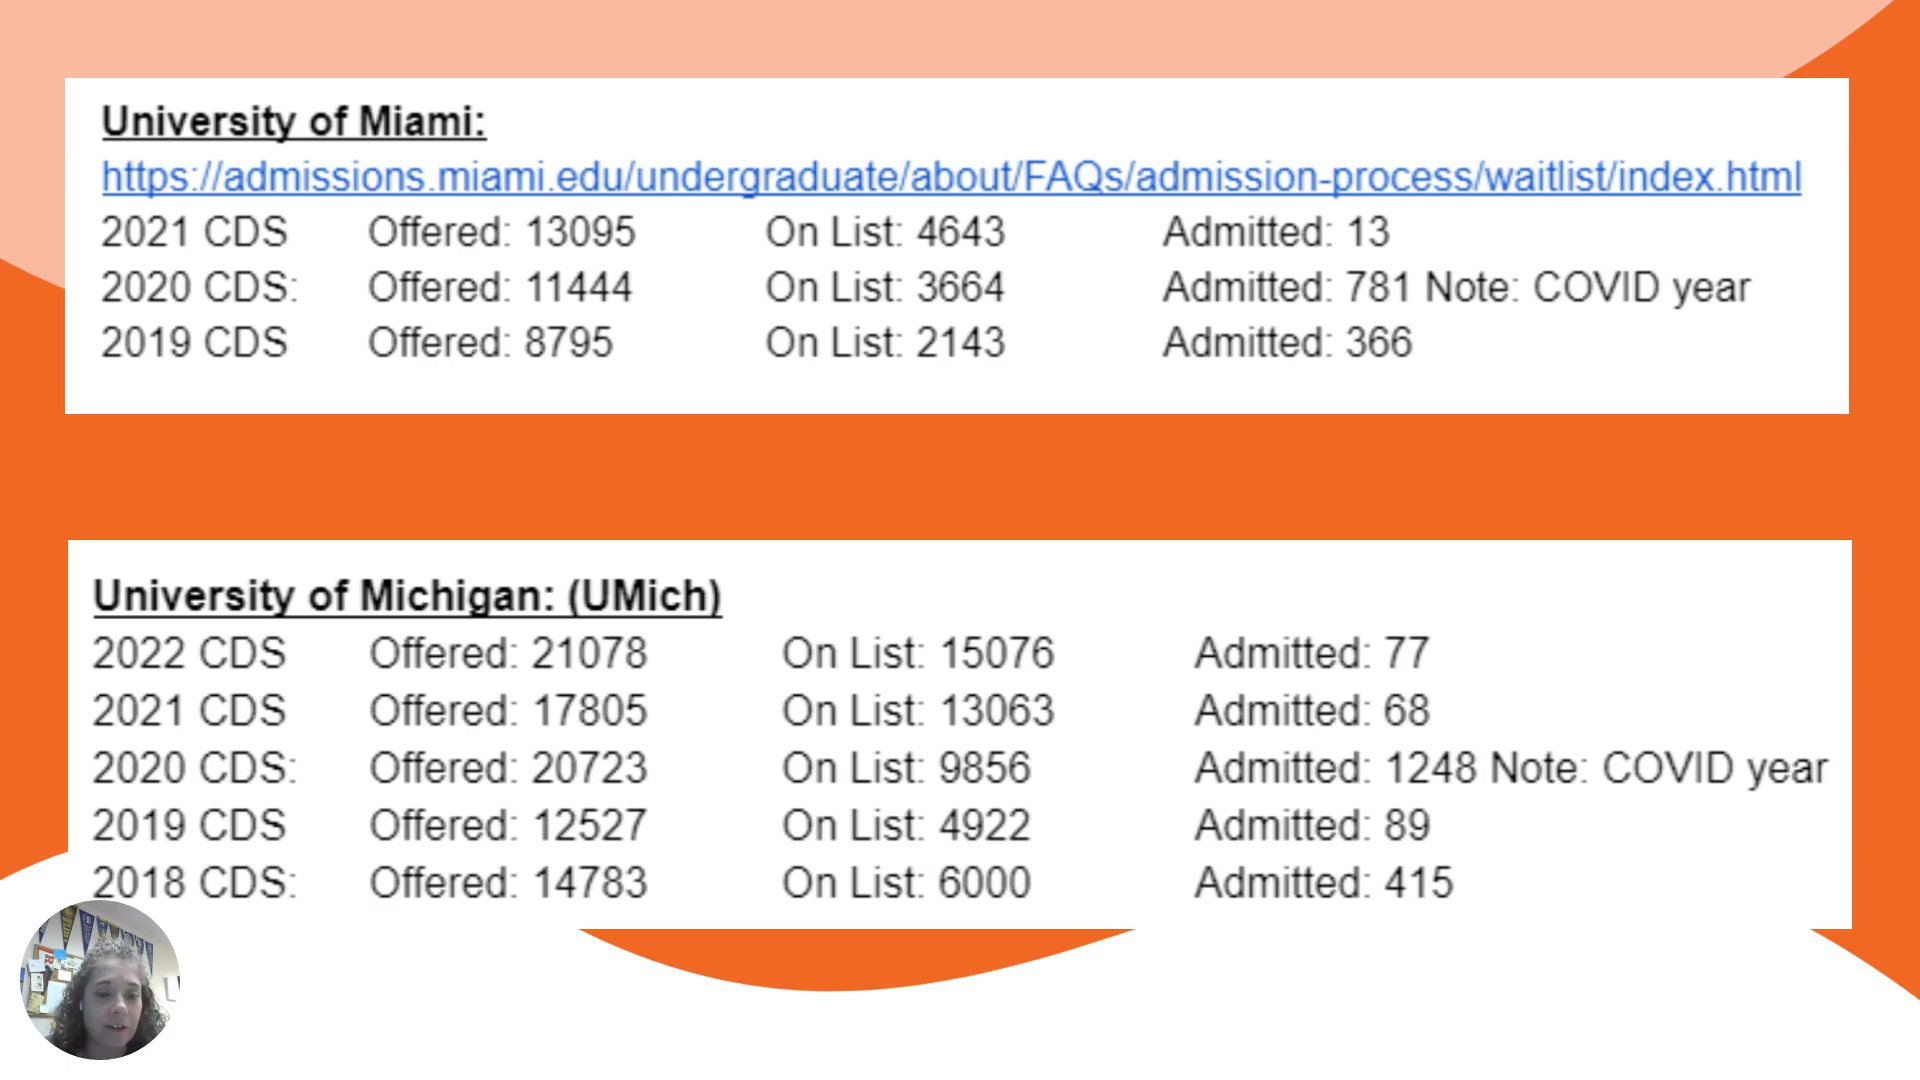 University of Miami:
https://admissions.miami.edu/undergraduate/about/FAQs/admission-process/waitlist/index.html
2021 CDS Offered: 13095 On List: 4643 Admitted: 13
2020 CDS: Offered: 11444 On List: 3664 Admitted: 781 Note: COVID year
2019 CDS Offered: 8795 On List: 2143 Admitted: 366
University of Michigan: (UMich)
2022 CDS Offered: 21078 On List: 15076 Admitted: 77
2021 CDS Offered: 17805 On List: 13063 Admitted: 68
2020 CDS: Offered: 20723 On List: 9856 Admitted: 1248 Note: COVID year
2019 CDS Offered: 12527 On List: 4922 Admitted: 89
2018 CDS: Offered: 14783 On List: 6000 Admitted: 415